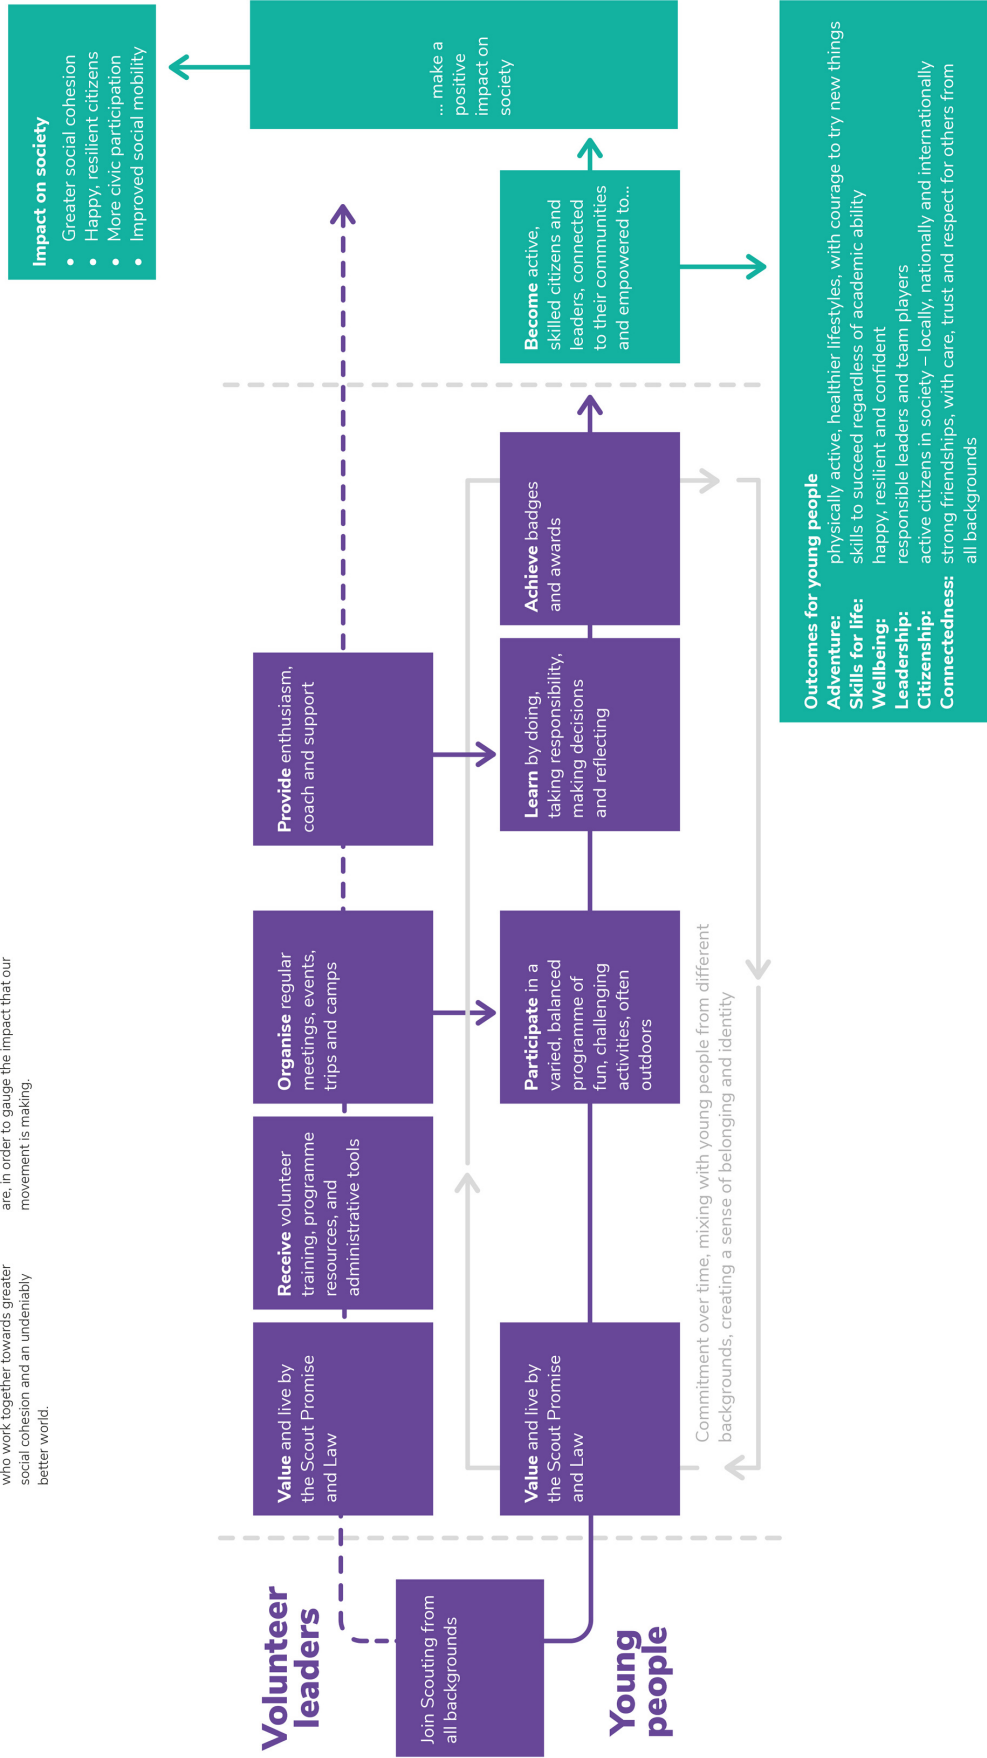 who work together towards greater
social cohesion and an undeniably
better world.
are, in order to gauge the impact that our
movement is making.
Volunteer
leaders
Young
people
Join Scouting from
all backgrounds
Value and live by
the Scout Promise
and Law
Receive volunteer
training, programme
resources, and
administrative tools
Organise regular
meetings, events,
trips and camps
Provide enthusiasm,
coach and support
Value and live by
the Scout Promise
and Law
Participate in a
varied, balanced
programme of
fun, challenging
activities, often
outdoors
Learn by doing,
taking responsibility,
making decisions
and reflecting
Achieve badges
and awards
Become active,
skilled citizens and
leaders, connected
to their communities
and empowered to...
... make a
positive
impact on
society
Impact on society
• Greater social cohesion
• Happy, resilient citizens
• More civic participation
• Improved social mobility
Commitment over time, mixing with young people from different
backgrounds, creating a sense of belonging and identity
Outcomes for young people
Adventure: physically active, healthier lifestyles, with courage to try new things
Skills for life: skills to succeed regardless of academic ability
Wellbeing: happy, resilient and confident
Leadership: responsible leaders and team players
Citizenship: active citizens in society – locally, nationally and internationally
Connectedness: strong friendships, with care, trust and respect for others from
all backgrounds